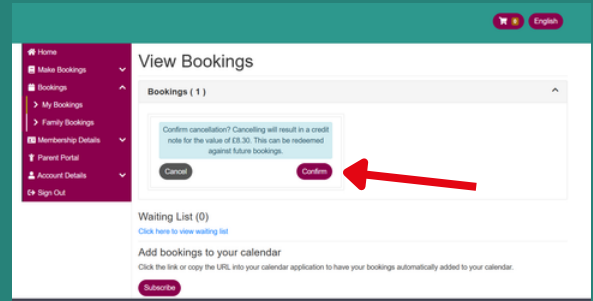 0
English
Home
Make Bookings
Bookings
My Bookings
Family Bookings
Membership Details
Parent Portal
Account Details
Sign Out
View Bookings
Bookings ( 1 )
Confirm cancellation? Cancelling will result in a credit
note for the value of £8.30. This can be redeemed
against future bookings.
Cancel
Confirm
Waiting List (0)
Click here to view waiting list
Add bookings to your calendar
Click the link or copy the URL into your calendar application to have your bookings automatically added to your calendar.
Subscribe